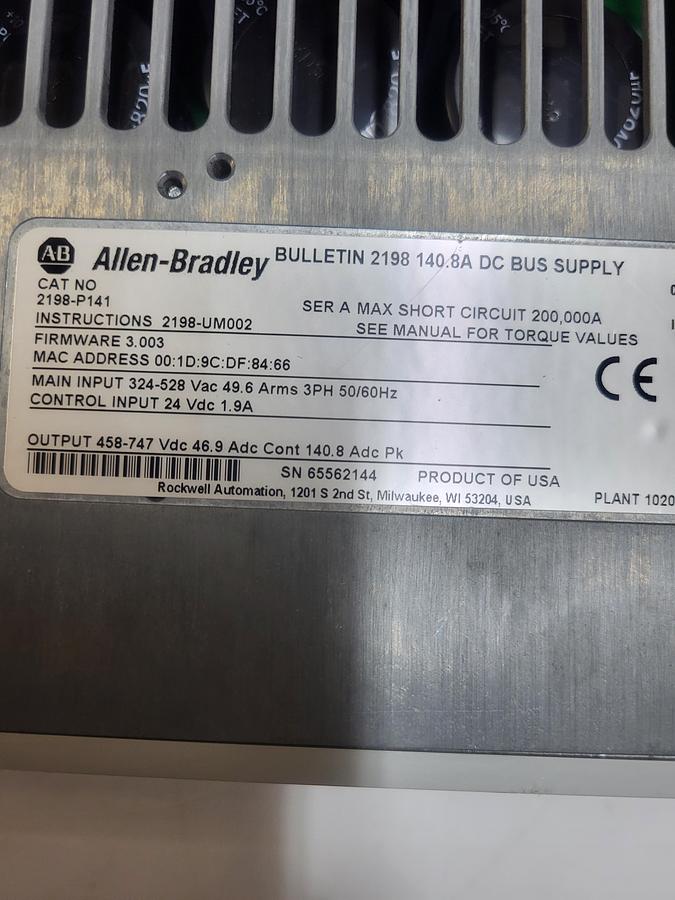 820µF
AB Allen-Bradley BULLETIN 2198 140.8A DC BUS SUPPLY
CAT NO
2198-P141 SER A MAX SHORT CIRCUIT 200,000A
INSTRUCTIONS 2198-UM002 SEE MANUAL FOR TORQUE VALUES
FIRMWARE 3.003
MAC ADDRESS 00:1D:9C:DF:84:66
MAIN INPUT 324-528 Vac 49.6 Arms 3PH 50/60Hz
CONTROL INPUT 24 Vdc 1.9A
CE
OUTPUT 458-747 Vdc 46.9 Adc Cont 140.8 Adc Pk
SN 65562144 PRODUCT OF USA
Rockwell Automation, 1201 S 2nd St, Milwaukee, WI 53204, USA PLANT 1020